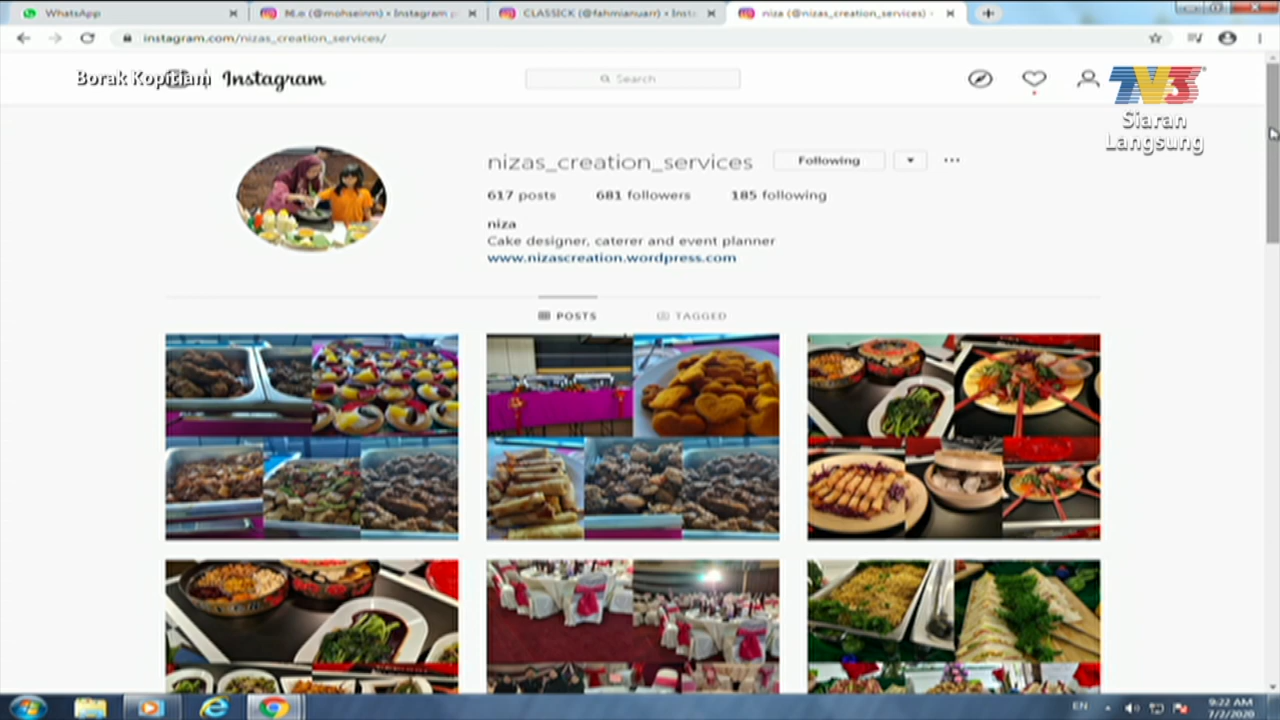 WhatsApp
M.o (@mohseinm) • Instagram p
CLASSICK (@fahmianuarr) • Inst
niza (@nizas_creation_services) •
instagram.com/nizas_creation_services/
Borak Kopitiam
Instagram
Search
TV3
Siaran
Langsung
nizas_creation_services
Following
617 posts 681 followers 185 following
niza
Cake designer, caterer and event planner
www.nizascreation.wordpress.com
POSTS TAGGED
EN
9:22 AM
7/2/2020